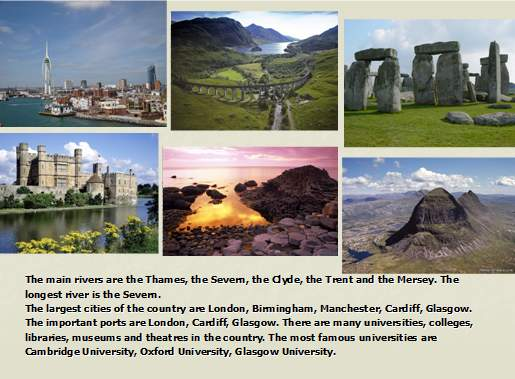 The main rivers are the Thames, the Severn, the Clyde, the Trent and the Mersey. The
longest river is the Severn.
The largest cities of the country are London, Birmingham, Manchester, Cardiff, Glasgow.
The important ports are London, Cardiff, Glasgow. There are many universities, colleges,
libraries, museums and theatres in the country. The most famous universities are
Cambridge University, Oxford University, Glasgow University.